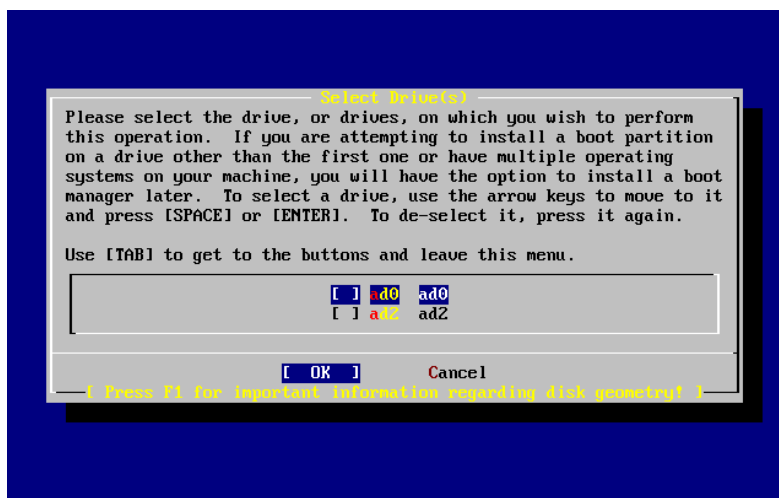 Select Drive(s)
Please select the drive, or drives, on which you wish to perform
this operation.  If you are attempting to install a boot partition
on a drive other than the first one or have multiple operating
systems on your machine, you will have the option to install a boot
manager later.  To select a drive, use the arrow keys to move to it
and press [SPACE] or [ENTER].  To de-select it, press it again.
Use [TAB] to get to the buttons and leave this menu.
[ ] ad0 ad0
[ ] ad2 ad2
[ OK ] Cancel
[ Press F1 for important information regarding disk geometry! ]